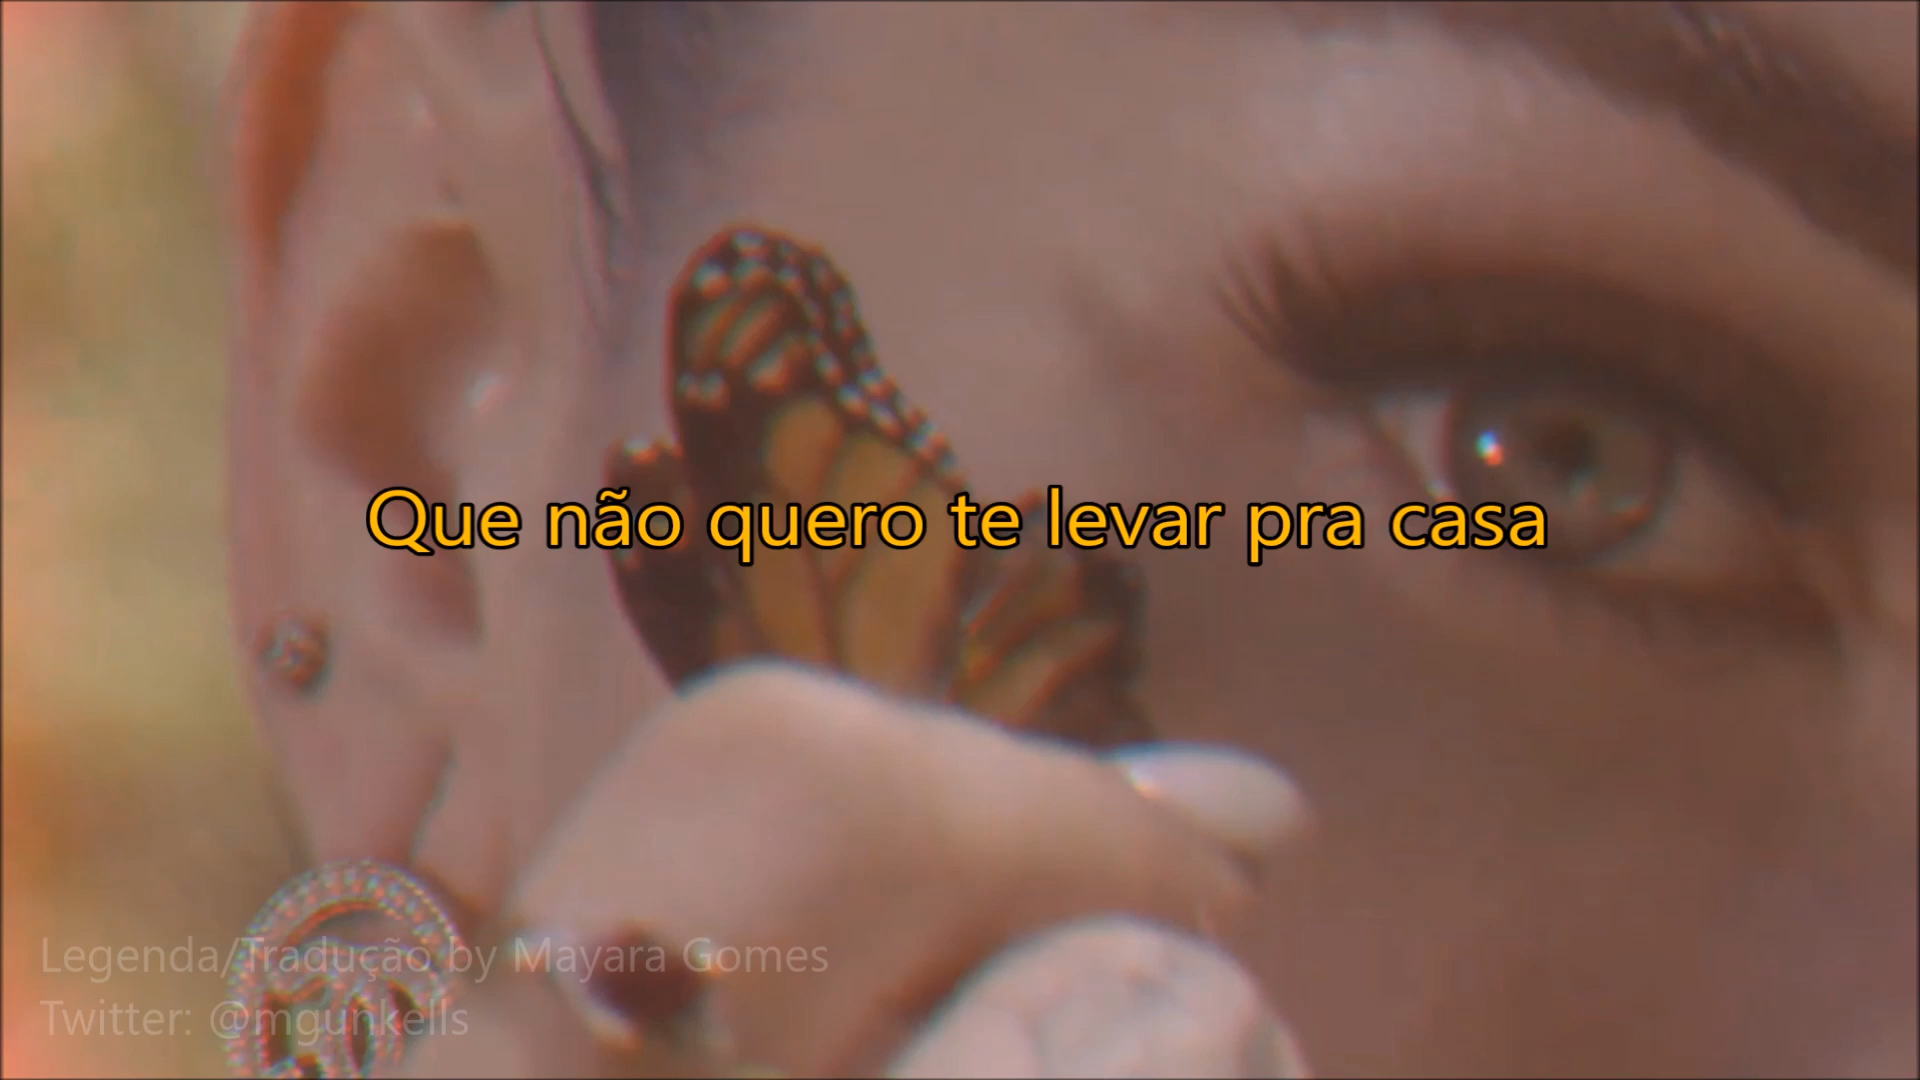 Que não quero te levar pra casa
Legenda/Tradução by Mayara Gomes
Twitter: @mgunkells